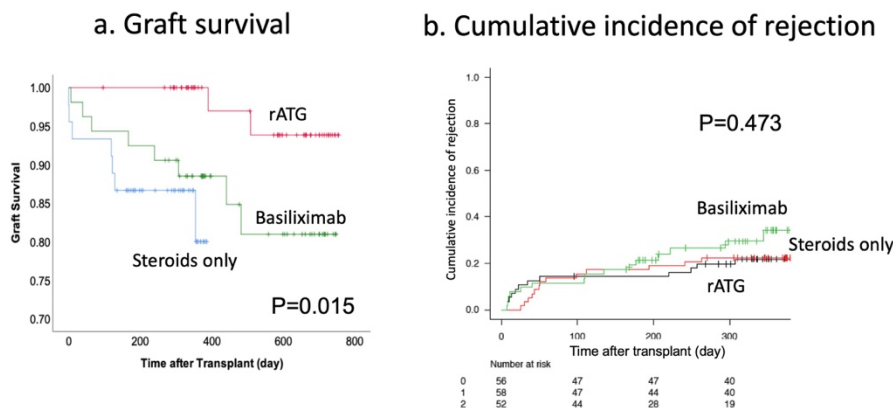 a. Graft survival
1.00
0.95
0.90
0.85
0.80
0.75
0.70
Graft Survival
rATG
Basiliximab
Steroids only
P=0.015
0 200 400 600 800
Time after Transplant (day)
b. Cumulative incidence of rejection
1.0
0.8
0.6
0.4
0.2
0.0
Cumulative incidence of rejection
P=0.473
Basiliximab
Steroids only
rATG
0 100 200 300
Time after transplant (day)
Number at risk
0 56 47 47 40
1 58 47 44 40
2 52 44 28 19